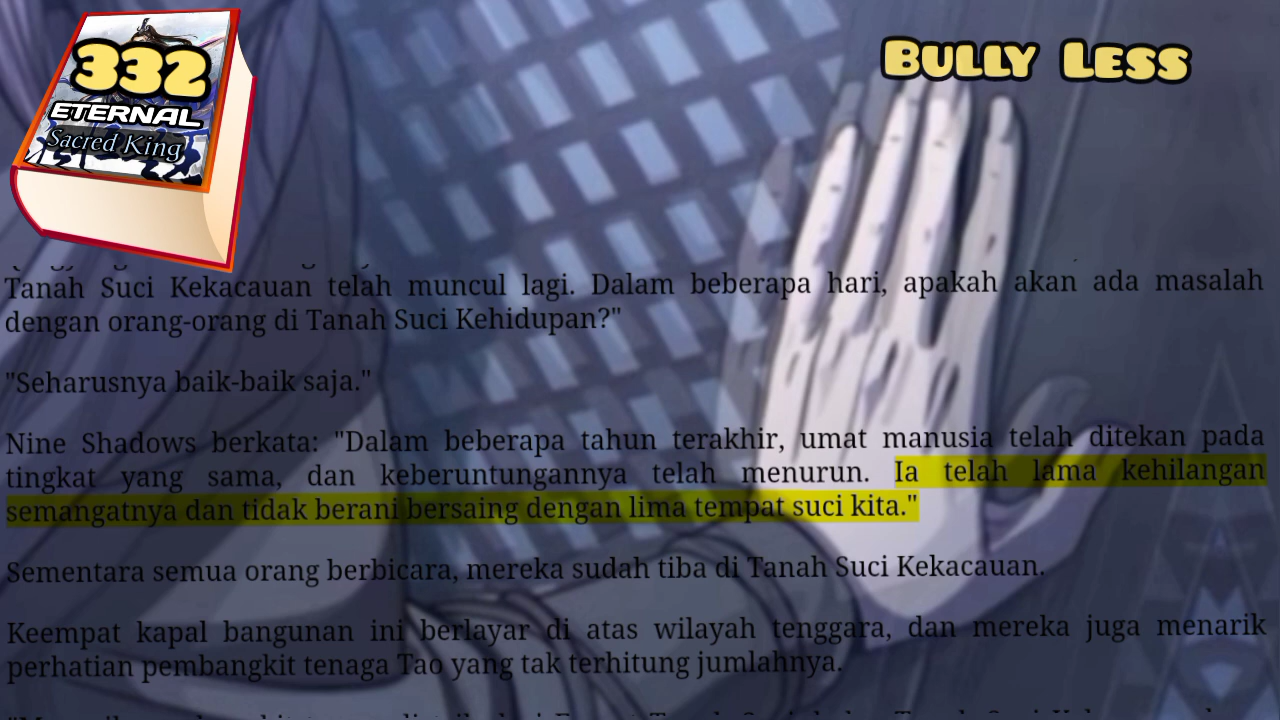 332
ETERNAL
Sacred King
BULLY LESS
Tanah Suci Kekacauan telah muncul lagi. Dalam beberapa hari, apakah akan ada masalah
dengan orang-orang di Tanah Suci Kehidupan?"
"Seharusnya baik-baik saja."
Nine Shadows berkata: "Dalam beberapa tahun terakhir, umat manusia telah ditekan pada
tingkat yang sama, dan keberuntungannya telah menurun. Ia telah lama kehilangan
semangatnya dan tidak berani bersaing dengan lima tempat suci kita."
Sementara semua orang berbicara, mereka sudah tiba di Tanah Suci Kekacauan.
Keempat kapal bangunan ini berlayar di atas wilayah tenggara, dan mereka juga menarik
perhatian pembangkit tenaga Tao yang tak terhitung jumlahnya.